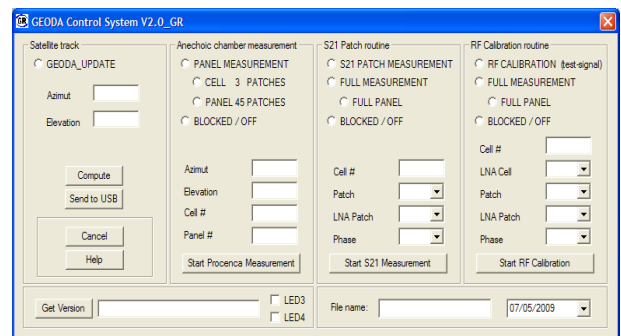 GR GEODA Control System V2.0_GR
Satellite track
GEODA_UPDATE
Azimut
Elevation
Compute
Send to USB
Cancel
Help
Anechoic chamber measurement
PANEL MEASUREMENT
CELL 3 PATCHES
PANEL 45 PATCHES
BLOCKED / OFF
Azimut
Elevation
Cell #
Panel #
Start Procenca Measurement
S21 Patch routine
S21 PATCH MEASUREMENT
FULL MEASUREMENT
FULL PANEL
BLOCKED / OFF
Cell #
Patch
LNA Patch
Phase
Start S21 Measurement
RF Calibration routine
RF CALIBRATION (test-signal)
FULL MEASUREMENT
FULL PANEL
BLOCKED / OFF
Cell #
LNA Cell
Patch
LNA Patch
Phase
Start RF Calibration
Get Version
LED3
LED4
File name:
07/05/2009